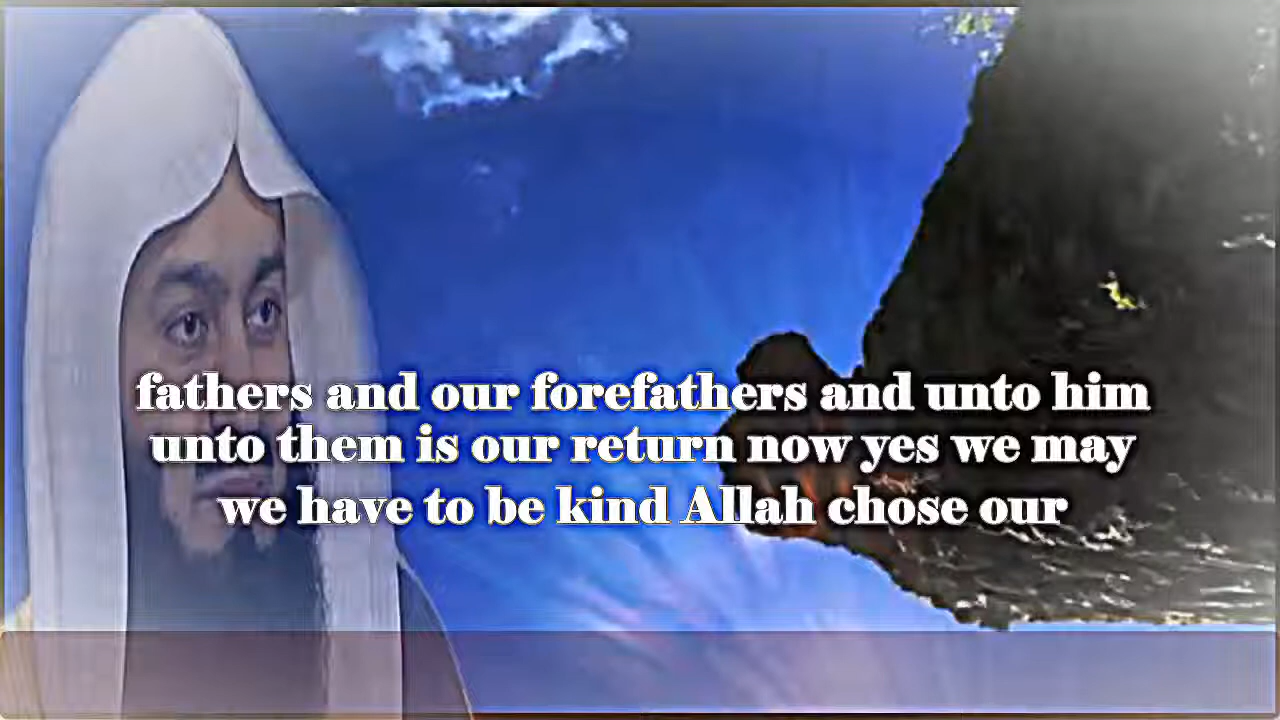 fathers and our forefathers and unto him
unto them is our return now yes we may
we have to be kind Allah chose our